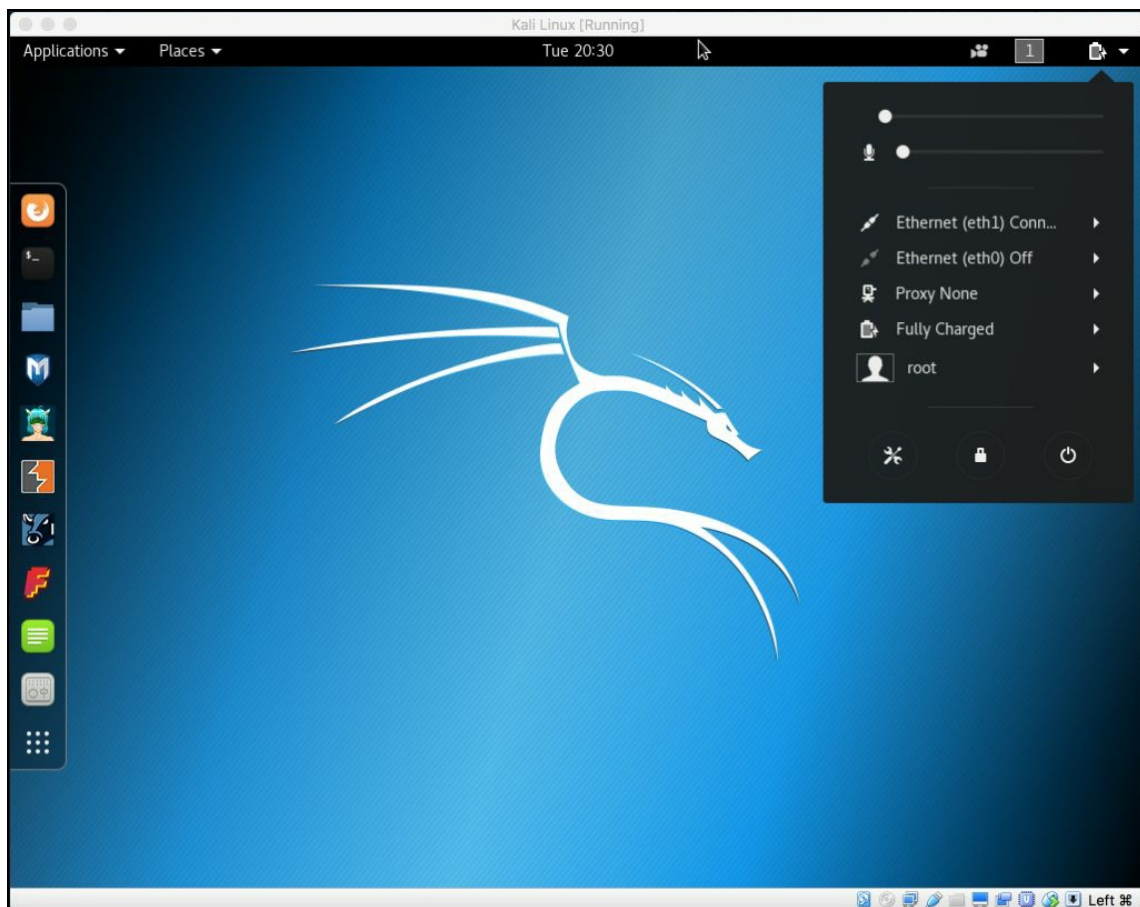 Kali Linux [Running]
Applications Places Tue 20:30 1
Ethernet (eth1) Conn...
Ethernet (eth0) Off
Proxy None
Fully Charged
root
$_
Left ⌘